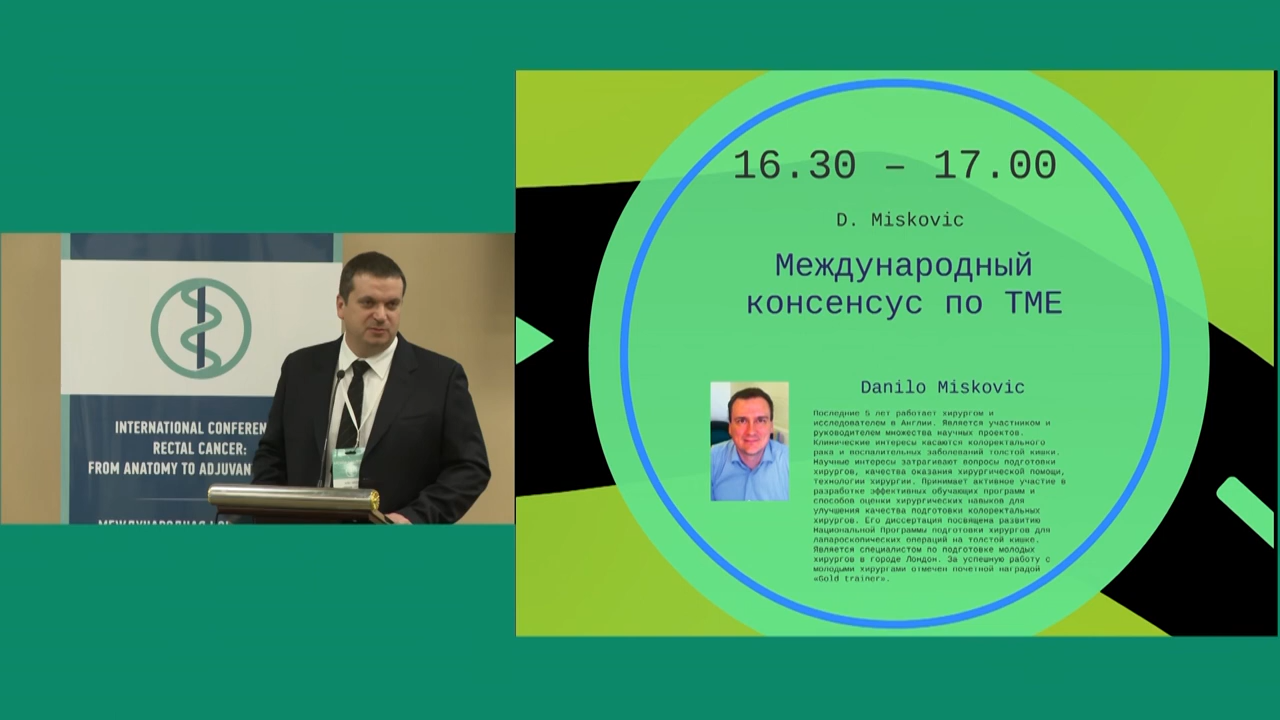 INTERNATIONAL CONFEREN
RECTAL CANCER:
FROM ANATOMY TO ADJUVAN
16.30 – 17.00
D. Miskovic
Международный
консенсус по TME
Danilo Miskovic
Последние 5 лет работает хирургом и
исследователем в Англии. Является участником и
руководителем множества научных проектов.
Клинические интересы касаются колоректального
рака и воспалительных заболеваний толстой кишки.
Научные интересы затрагивают вопросы подготовки
хирургов, качества оказания хирургической помощи,
технологии хирургии. Принимает активное участие в
разработке эффективных обучающих программ и
способов оценки хирургических навыков для
улучшения качества подготовки колоректальных
хирургов. Его диссертация посвящена развитию
Национальной Программы подготовки хирургов для
лапароскопических операций на толстой кишке.
Является специалистом по подготовке молодых
хирургов в городе Лондон. За успешную работу с
молодыми хирургами отмечен почетной наградой
«Gold trainer».